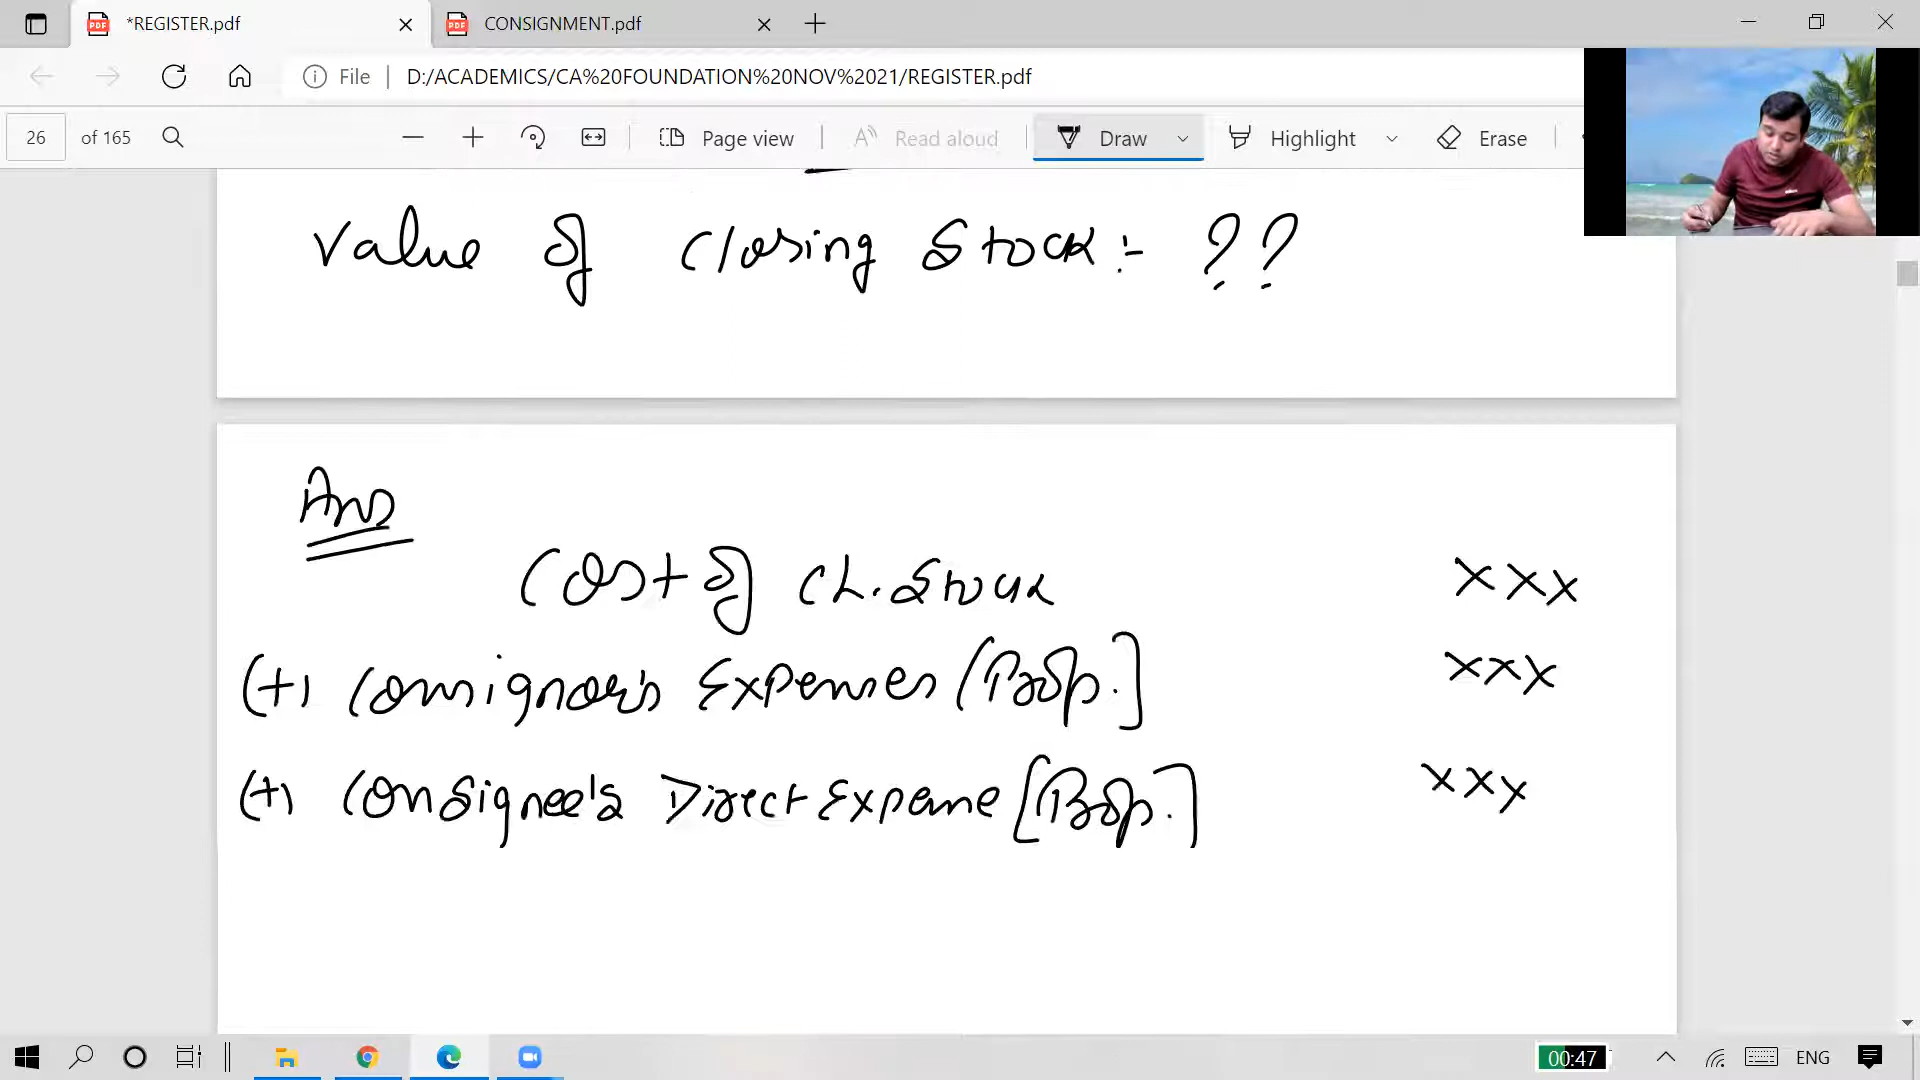 *REGISTER.pdf
CONSIGNMENT.pdf
File
D:/ACADEMICS/CA%20FOUNDATION%20NOV%2021/REGISTER.pdf
26 of 165
Page view
Read aloud
Draw
Highlight
Erase
Value of Closing Stock :- ??
Ans
Cost of Cl. Stock xxx
(+) Consignor's Expenses [Prop.] xxx
(+) Consignee's Direct Expense [Prop.] xxx
00:47
ENG